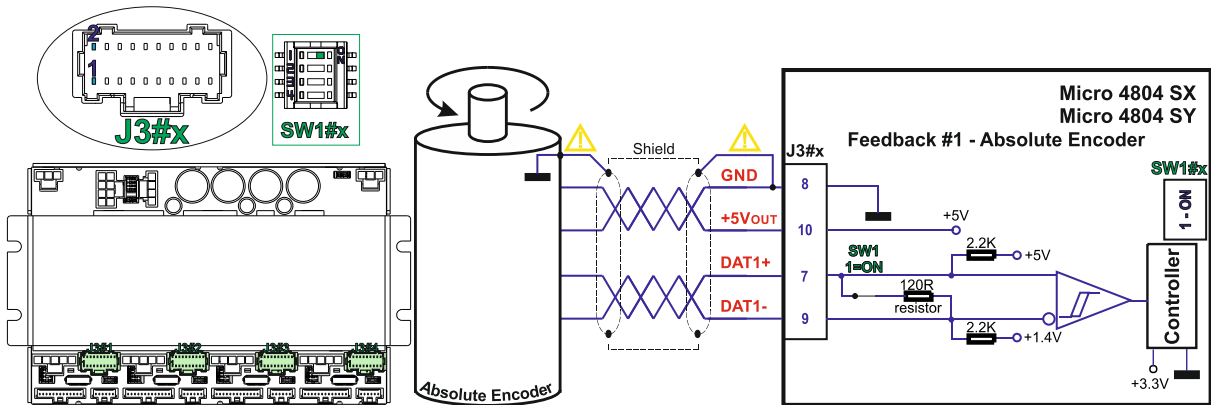 2
1
J3#x
1
2
3
4
ON
SW1#x
J3#1
J3#2
J3#3
J3#4
Absolute Encoder
Shield
GND
+5VOUT
DAT1+
DAT1-
J3#x
8
10
7
9
Micro 4804 SX
Micro 4804 SY
Feedback #1 - Absolute Encoder
SW1#x
1 - ON
+5V
2.2K
+5V
SW1
1=ON
120R
resistor
2.2K
+1.4V
Controller
+3.3V